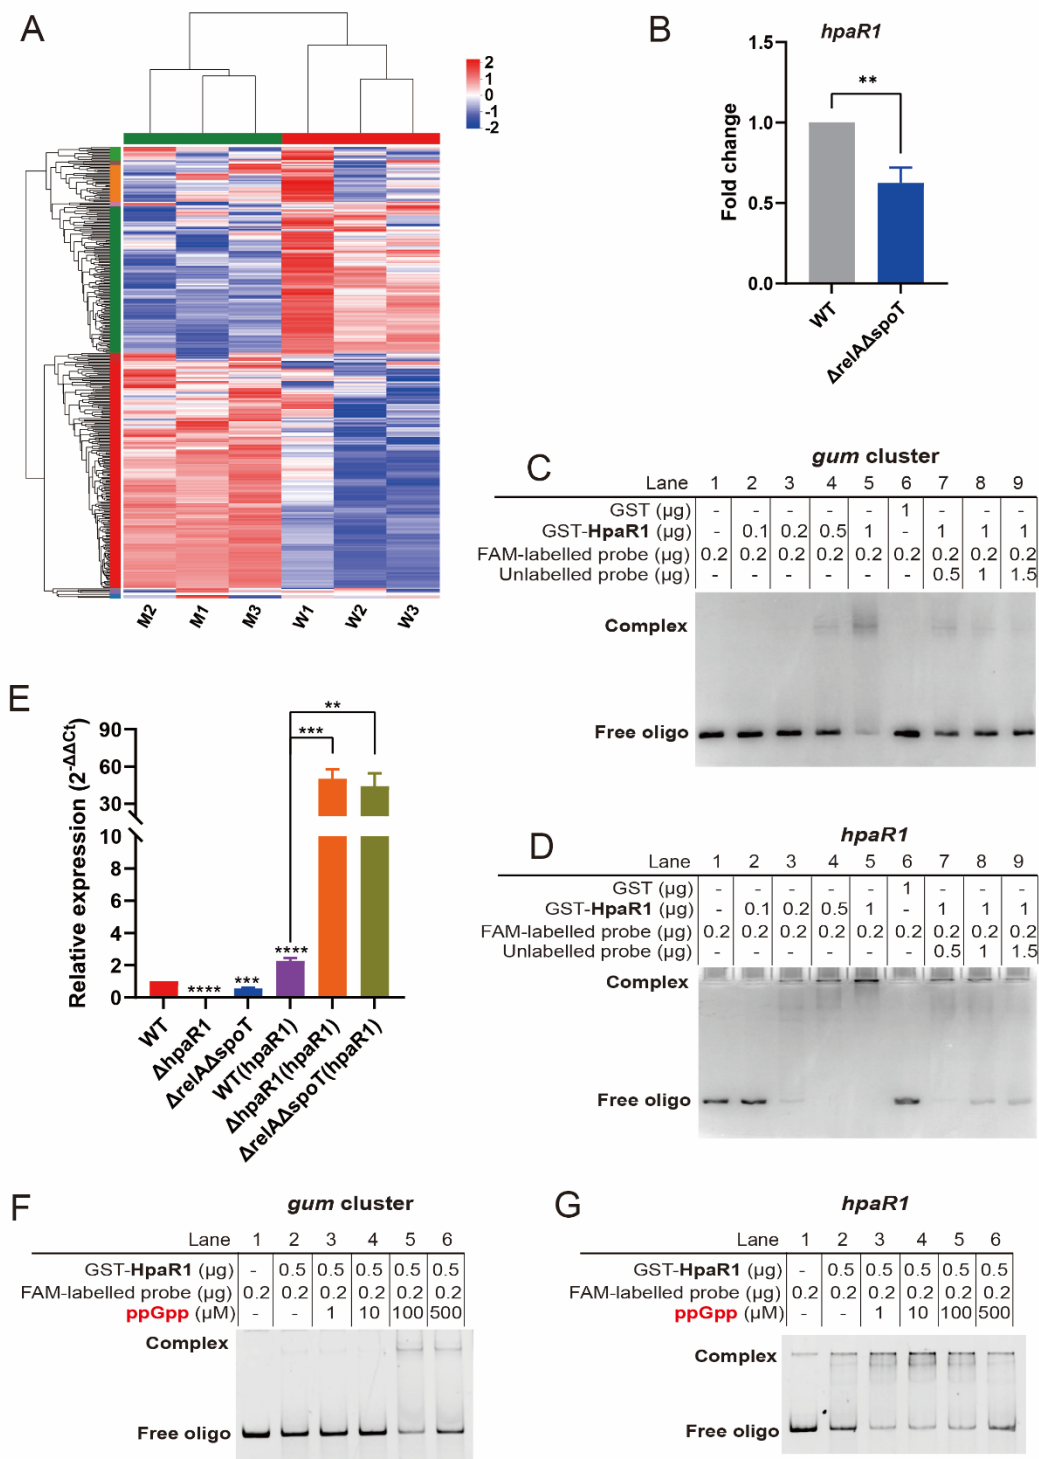 A
2
1
0
-1
-2
M2 M1 M3 W1 W2 W3
B
hpaR1
**
Fold change
1.5
1.0
0.5
0.0
WT
ΔrelAΔspoT
C
gum cluster
Lane 1 2 3 4 5 6 7 8 9
GST (µg) - - - - - 1 - - -
GST-HpaR1 (µg) - 0.1 0.2 0.5 1 - 1 1 1
FAM-labelled probe (µg) 0.2 0.2 0.2 0.2 0.2 0.2 0.2 0.2 0.2
Unlabelled probe (µg) - - - - - - 0.5 1 1.5
Complex
Free oligo
D
hpaR1
Lane 1 2 3 4 5 6 7 8 9
GST (µg) - - - - - 1 - - -
GST-HpaR1 (µg) - 0.1 0.2 0.5 1 - 1 1 1
FAM-labelled probe (µg) 0.2 0.2 0.2 0.2 0.2 0.2 0.2 0.2 0.2
Unlabelled probe (µg) - - - - - - 0.5 1 1.5
Complex
Free oligo
E
Relative expression (2-ΔΔCt)
90
60
30
10
8
6
4
2
0
**
***
**** *** ****
WT
ΔhpaR1
ΔrelAΔspoT
WT(hpaR1)
ΔhpaR1(hpaR1)
ΔrelAΔspoT(hpaR1)
F
gum cluster
Lane 1 2 3 4 5 6
GST-HpaR1 (µg) - 0.5 0.5 0.5 0.5 0.5
FAM-labelled probe (µg) 0.2 0.2 0.2 0.2 0.2 0.2
ppGpp (µM) - - 1 10 100 500
Complex
Free oligo
G
hpaR1
Lane 1 2 3 4 5 6
GST-HpaR1 (µg) - 0.5 0.5 0.5 0.5 0.5
FAM-labelled probe (µg) 0.2 0.2 0.2 0.2 0.2 0.2
ppGpp (µM) - - 1 10 100 500
Complex
Free oligo